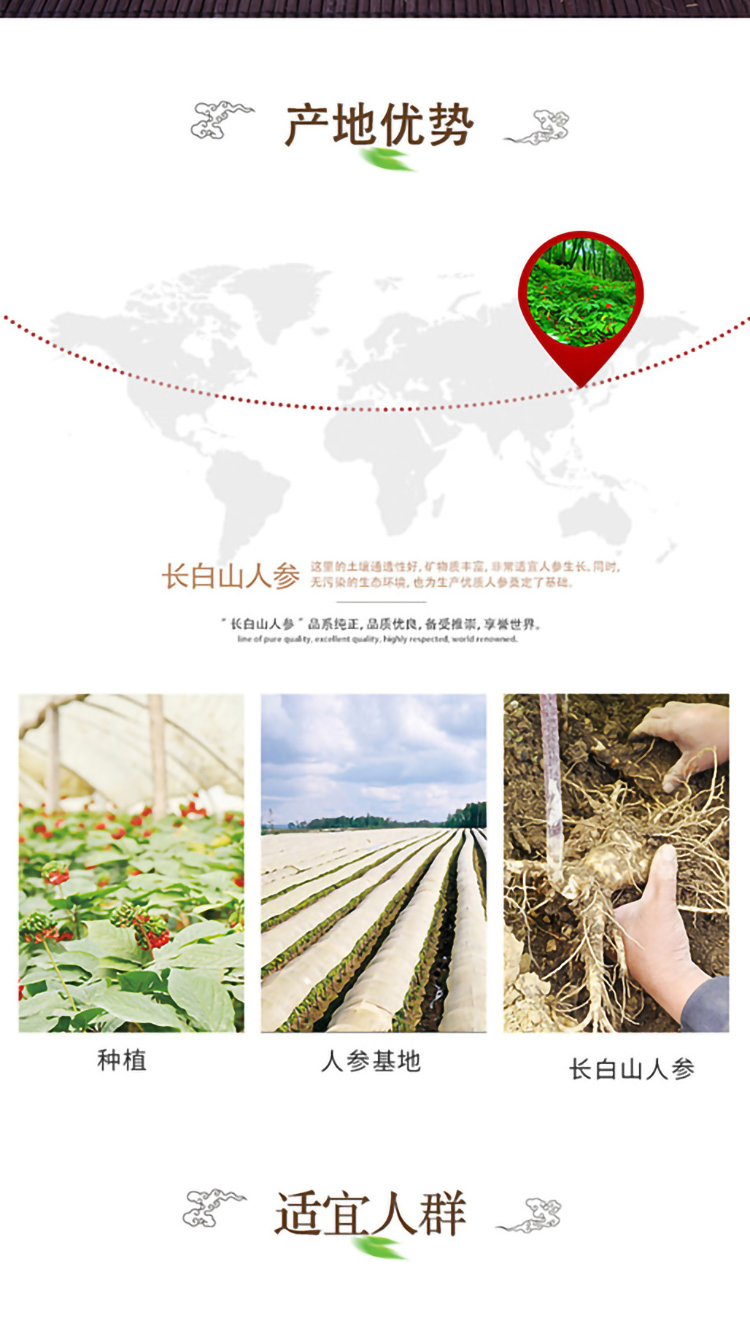 产地优势
长白山人参
这里的土壤通透性好,矿物质丰富,非常适宜人参生长。同时,
无污染的生态环境,也为生产优质人参奠定了基础。
“长白山人参”品系纯正,品质优良,备受推崇,享誉世界。
line of pure quality, excellent quality, highly respected, world renowned.
种植
人参基地
长白山人参
适宜人群